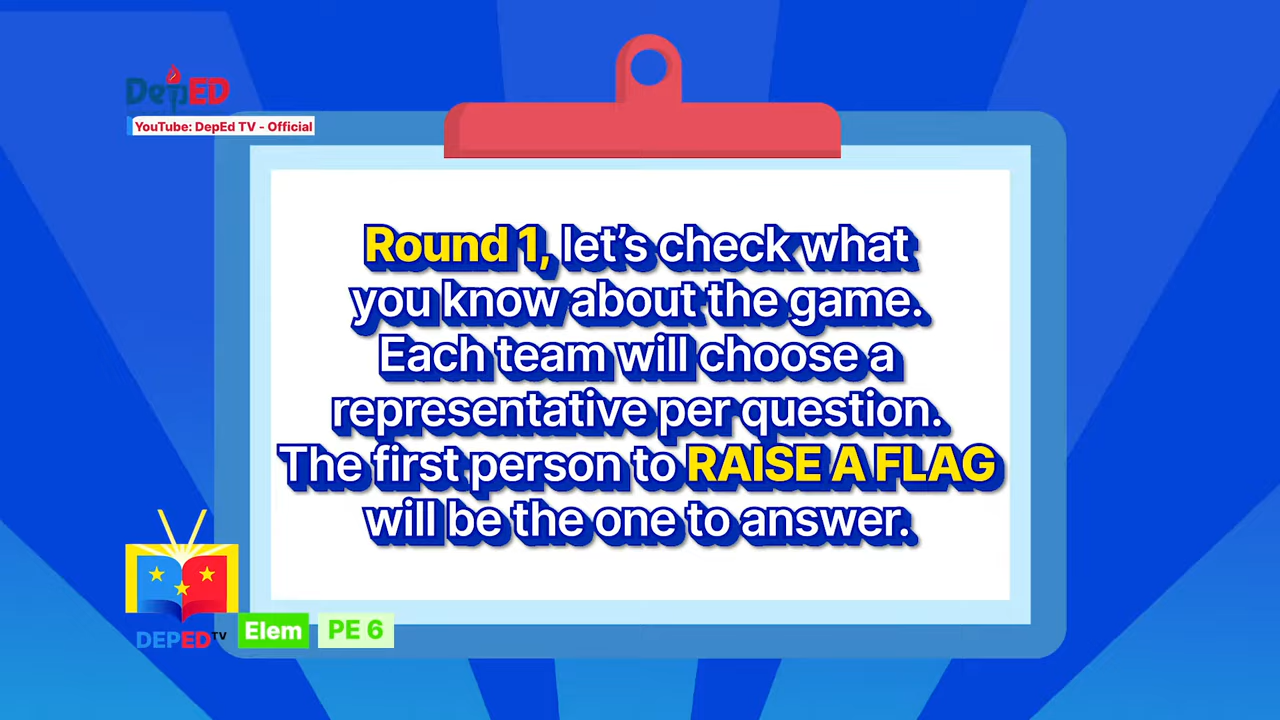 DepED
YouTube: DepEd TV - Official
Round 1, let’s check what
you know about the game.
Each team will choose a
representative per question.
The first person to RAISE A FLAG
will be the one to answer.
DEPED TV
Elem
PE 6